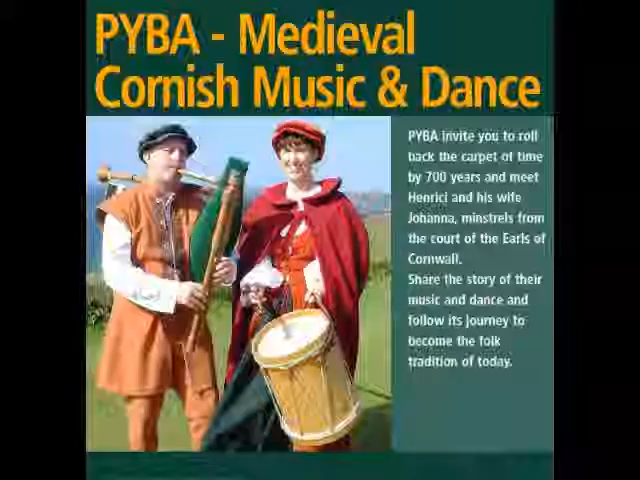 PYBA - Medieval
Cornish Music & Dance
PYBA invite you to roll
back the carpet of time
by 700 years and meet
Henrici and his wife
Johanna, minstrels from
the court of the Earls of
Cornwall.
Share the story of their
music and dance and
follow its journey to
become the folk
tradition of today.